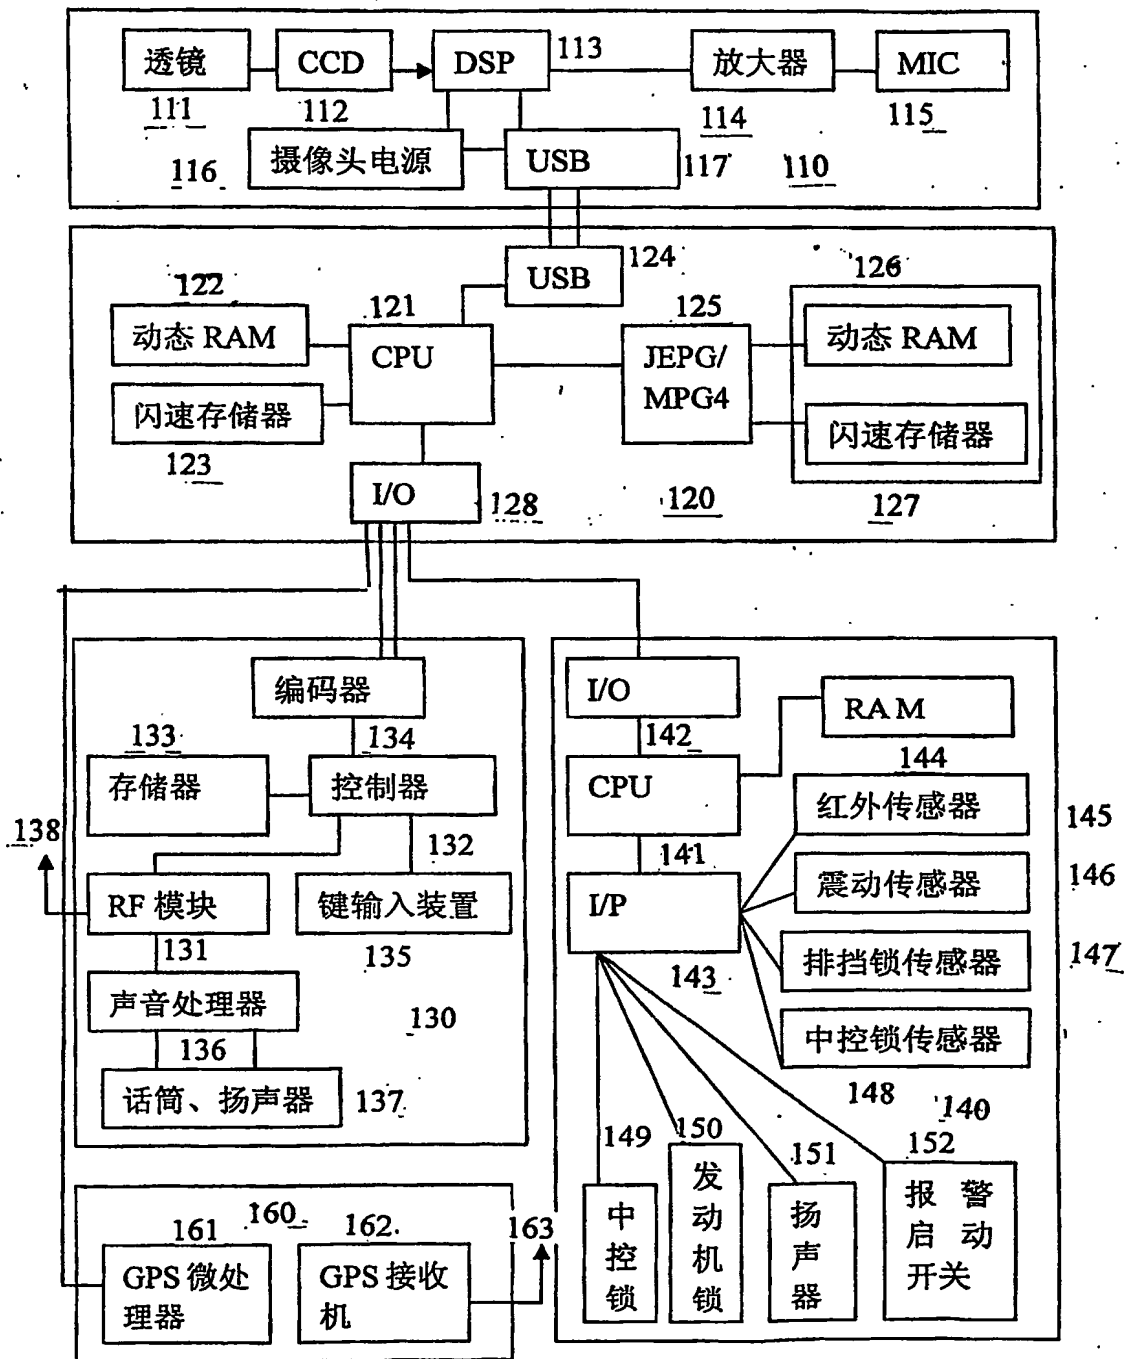 透镜
CCD
DSP
113
放大器
MIC
111
112
114
115
摄像头电源
USB
116
117
110
USB
124
122
121
125
126
动态 RAM
CPU
JEPG/
MPG4
动态 RAM
闪速存储器
闪速存储器
123
I/O
128
120
127
编码器
I/O
RAM
133
134
142
144
存储器
控制器
CPU
红外传感器
145
138
132
141
RF 模块
键输入装置
I/P
震动传感器
146
131
135
143
排挡锁传感器
147
声音处理器
130
中控锁传感器
136
148
话筒、扬声器
137
140
149
150
151
152
中控锁
发动机锁
扬声器
报 警
启 动
开关
160
161
162
163
GPS 微处
理器
GPS 接收
机